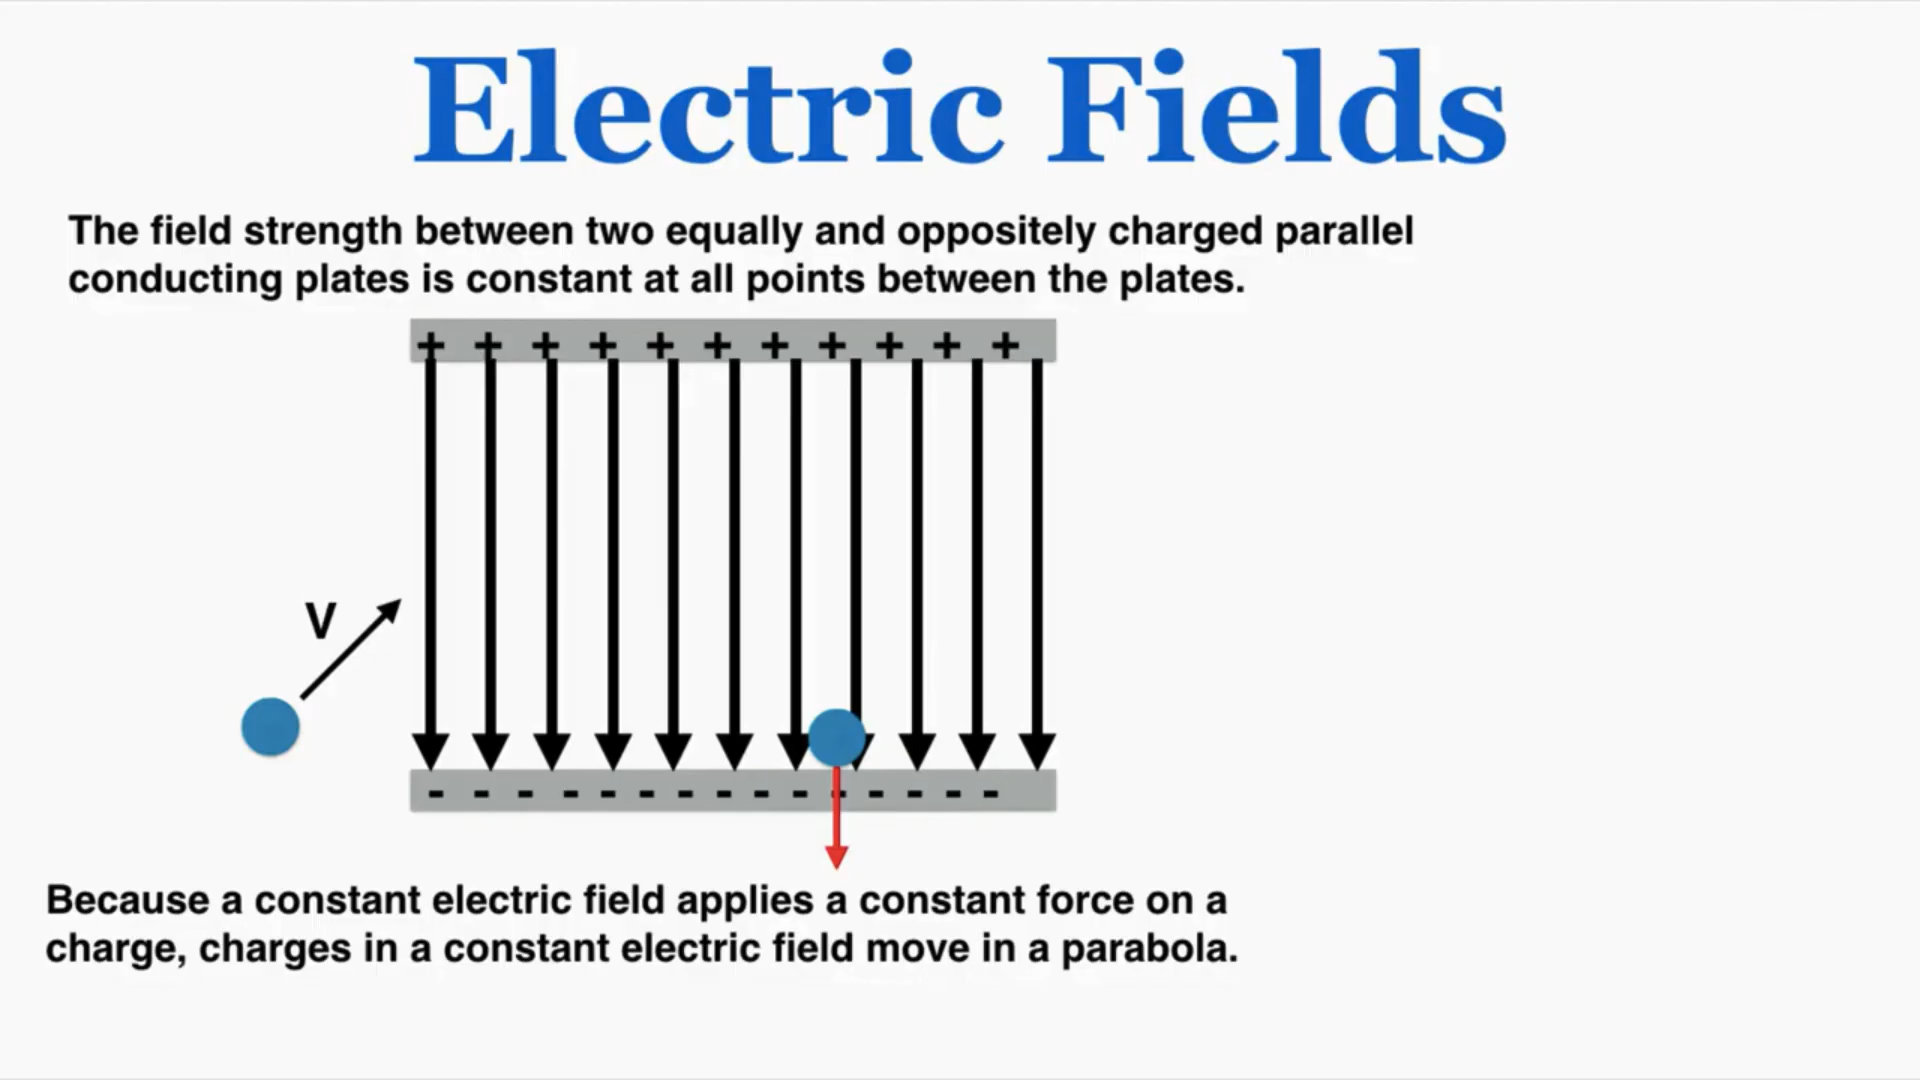 Electric Fields
The field strength between two equally and oppositely charged parallel
conducting plates is constant at all points between the plates.
+ + + + + + + + + + +
V
- - - - - - - - - - - - - - -
Because a constant electric field applies a constant force on a
charge, charges in a constant electric field move in a parabola.